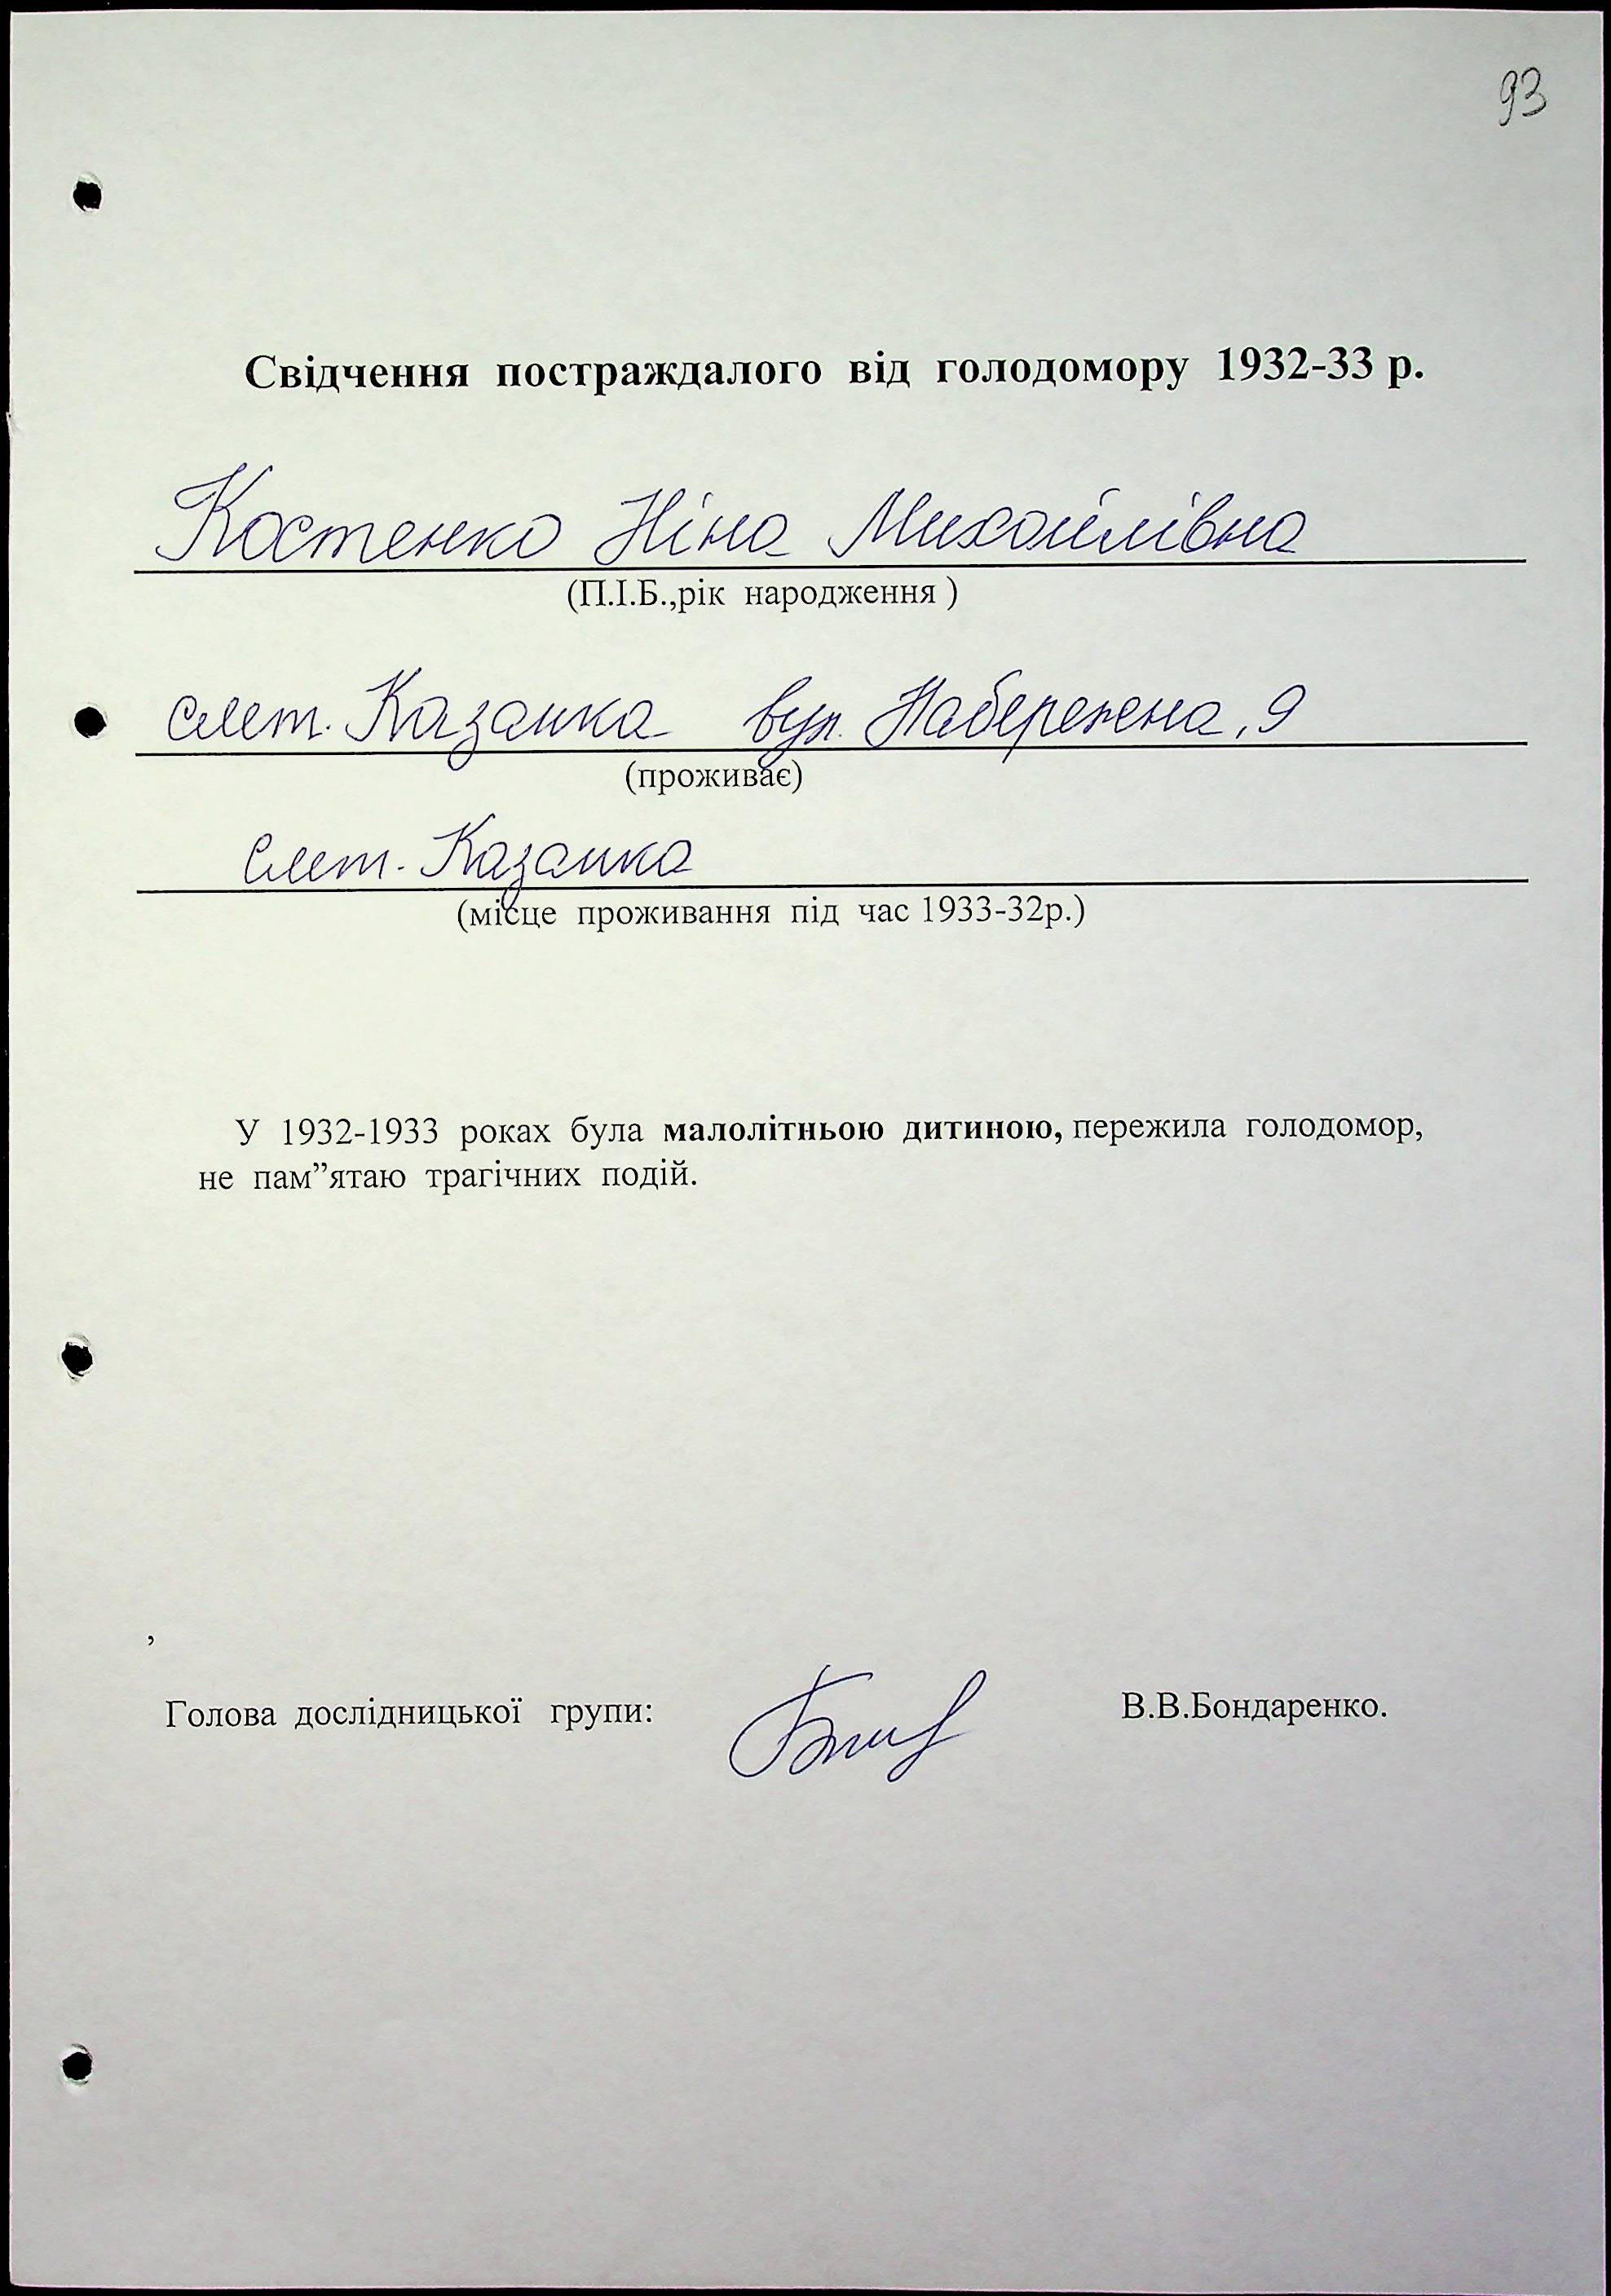 93
Свідчення постраждалого від голодомору 1932-33 р.
Костенко Ніна Михайлівна
(П.І.Б.,рік народження )
смт. Казанка вул. Набережна, 9
(проживає)
Смт. Казанка
(місце проживання під час 1933-32р.)
У 1932-1933 роках була малолітньою дитиною, пережила голодомор,
не пам”ятаю трагічних подій.
,
Голова дослідницької групи: В.В.Бондаренко.